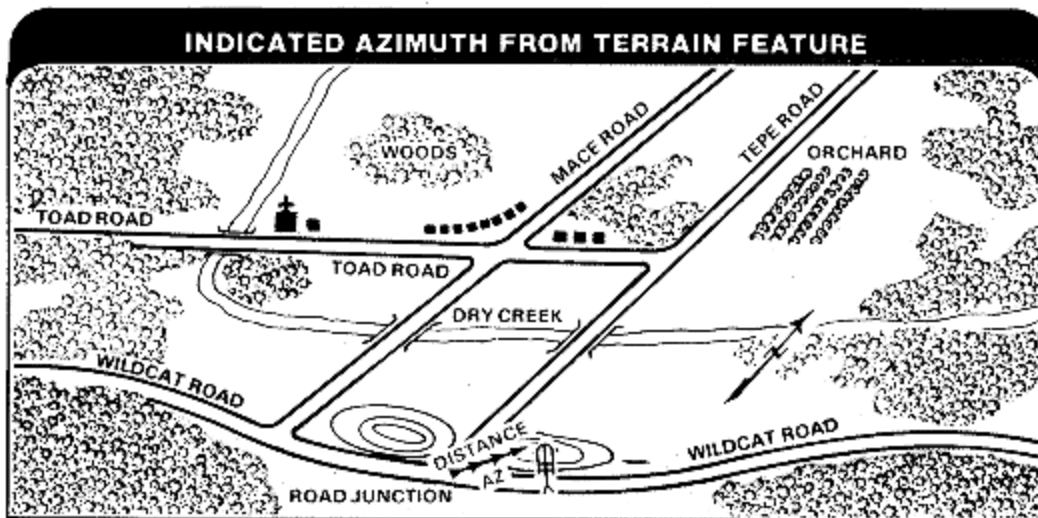 INDICATED AZIMUTH FROM TERRAIN FEATURE
WOODS
MACE ROAD
TEPE ROAD
ORCHARD
TOAD ROAD
TOAD ROAD
DRY CREEK
WILDCAT ROAD
DISTANCE
AZ
WILDCAT ROAD
ROAD JUNCTION